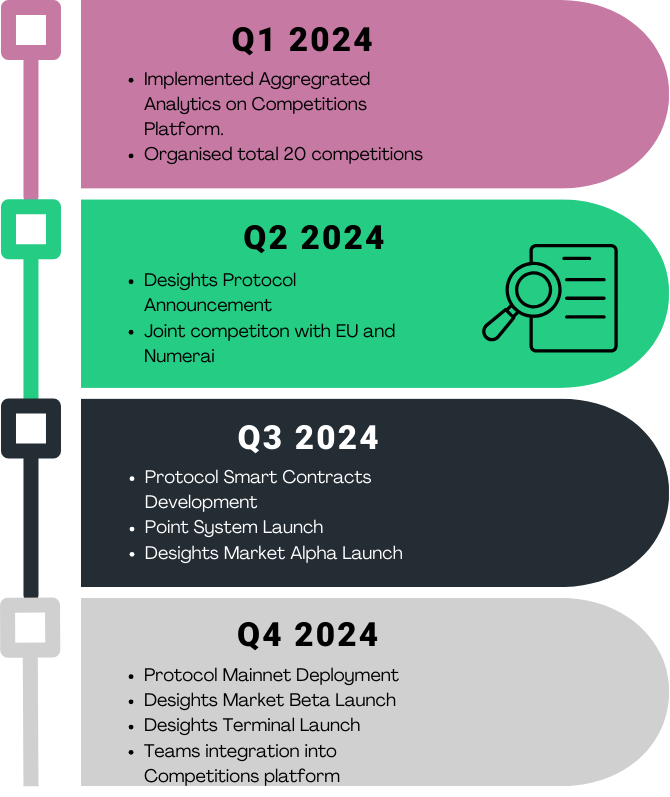 Q1 2024
• Implemented Aggregrated
Analytics on Competitions
Platform.
• Organised total 20 competitions
Q2 2024
• Desights Protocol
Announcement
• Joint competiton with EU and
Numerai
Q3 2024
• Protocol Smart Contracts
Development
• Point System Launch
• Desights Market Alpha Launch
Q4 2024
• Protocol Mainnet Deployment
• Desights Market Beta Launch
• Desights Terminal Launch
• Teams integration into
Competitions platform